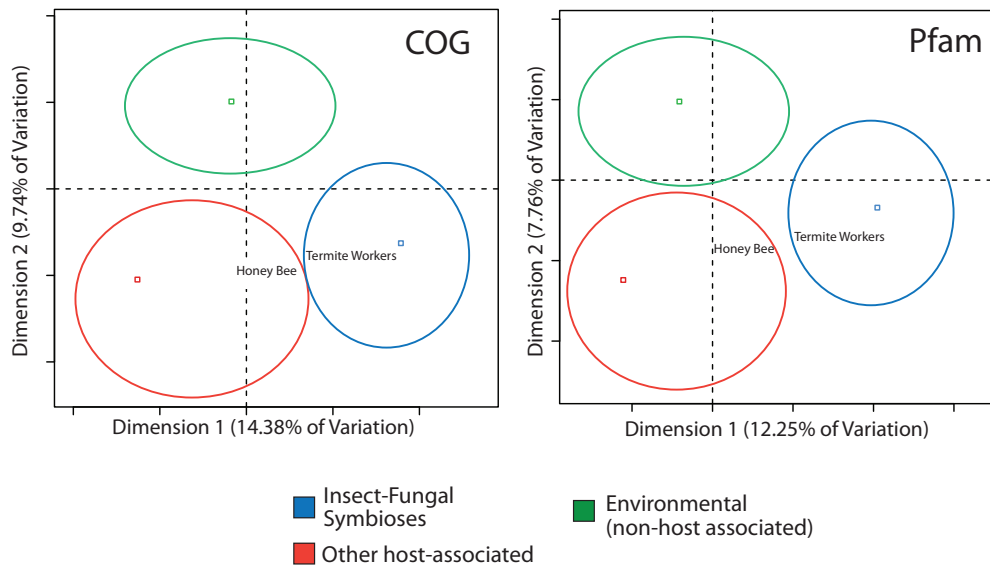 COG
Honey Bee
Termite Workers
Dimension 2 (9.74% of Variation)
Dimension 1 (14.38% of Variation)
Pfam
Honey Bee
Termite Workers
Dimension 2 (7.76% of Variation)
Dimension 1 (12.25% of Variation)
Insect-Fungal
Symbioses
Other host-associated
Environmental
(non-host associated)